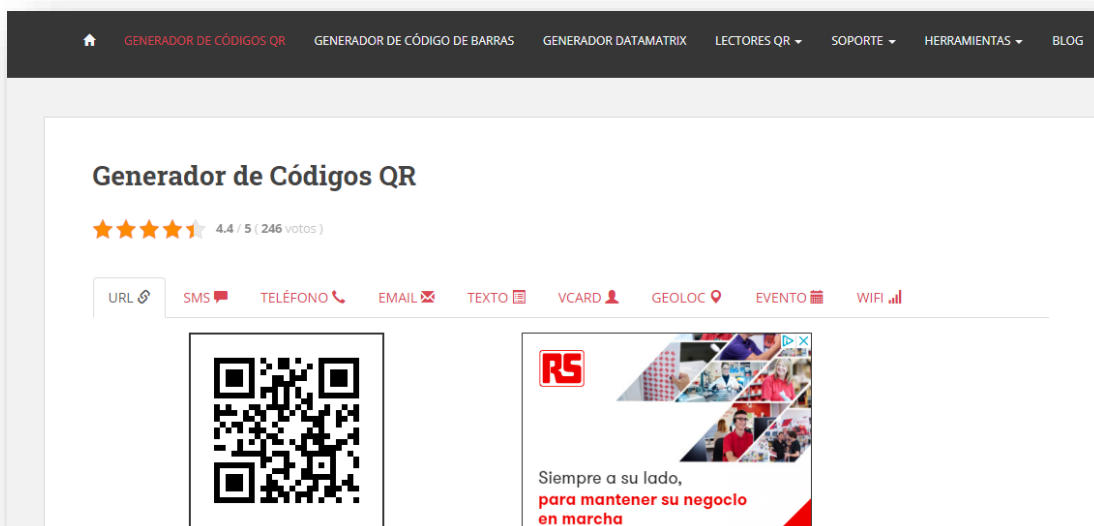 GENERADOR DE CÓDIGOS QR GENERADOR DE CÓDIGO DE BARRAS GENERADOR DATAMATRIX LECTORES QR SOPORTE HERRAMIENTAS BLOG
Generador de Códigos QR
4.4 / 5 ( 246 votos )
URL SMS TELÉFONO EMAIL TEXTO VCARD GEOLOC EVENTO WIFI
RS
Siempre a su lado,
para mantener su negocio
en marcha